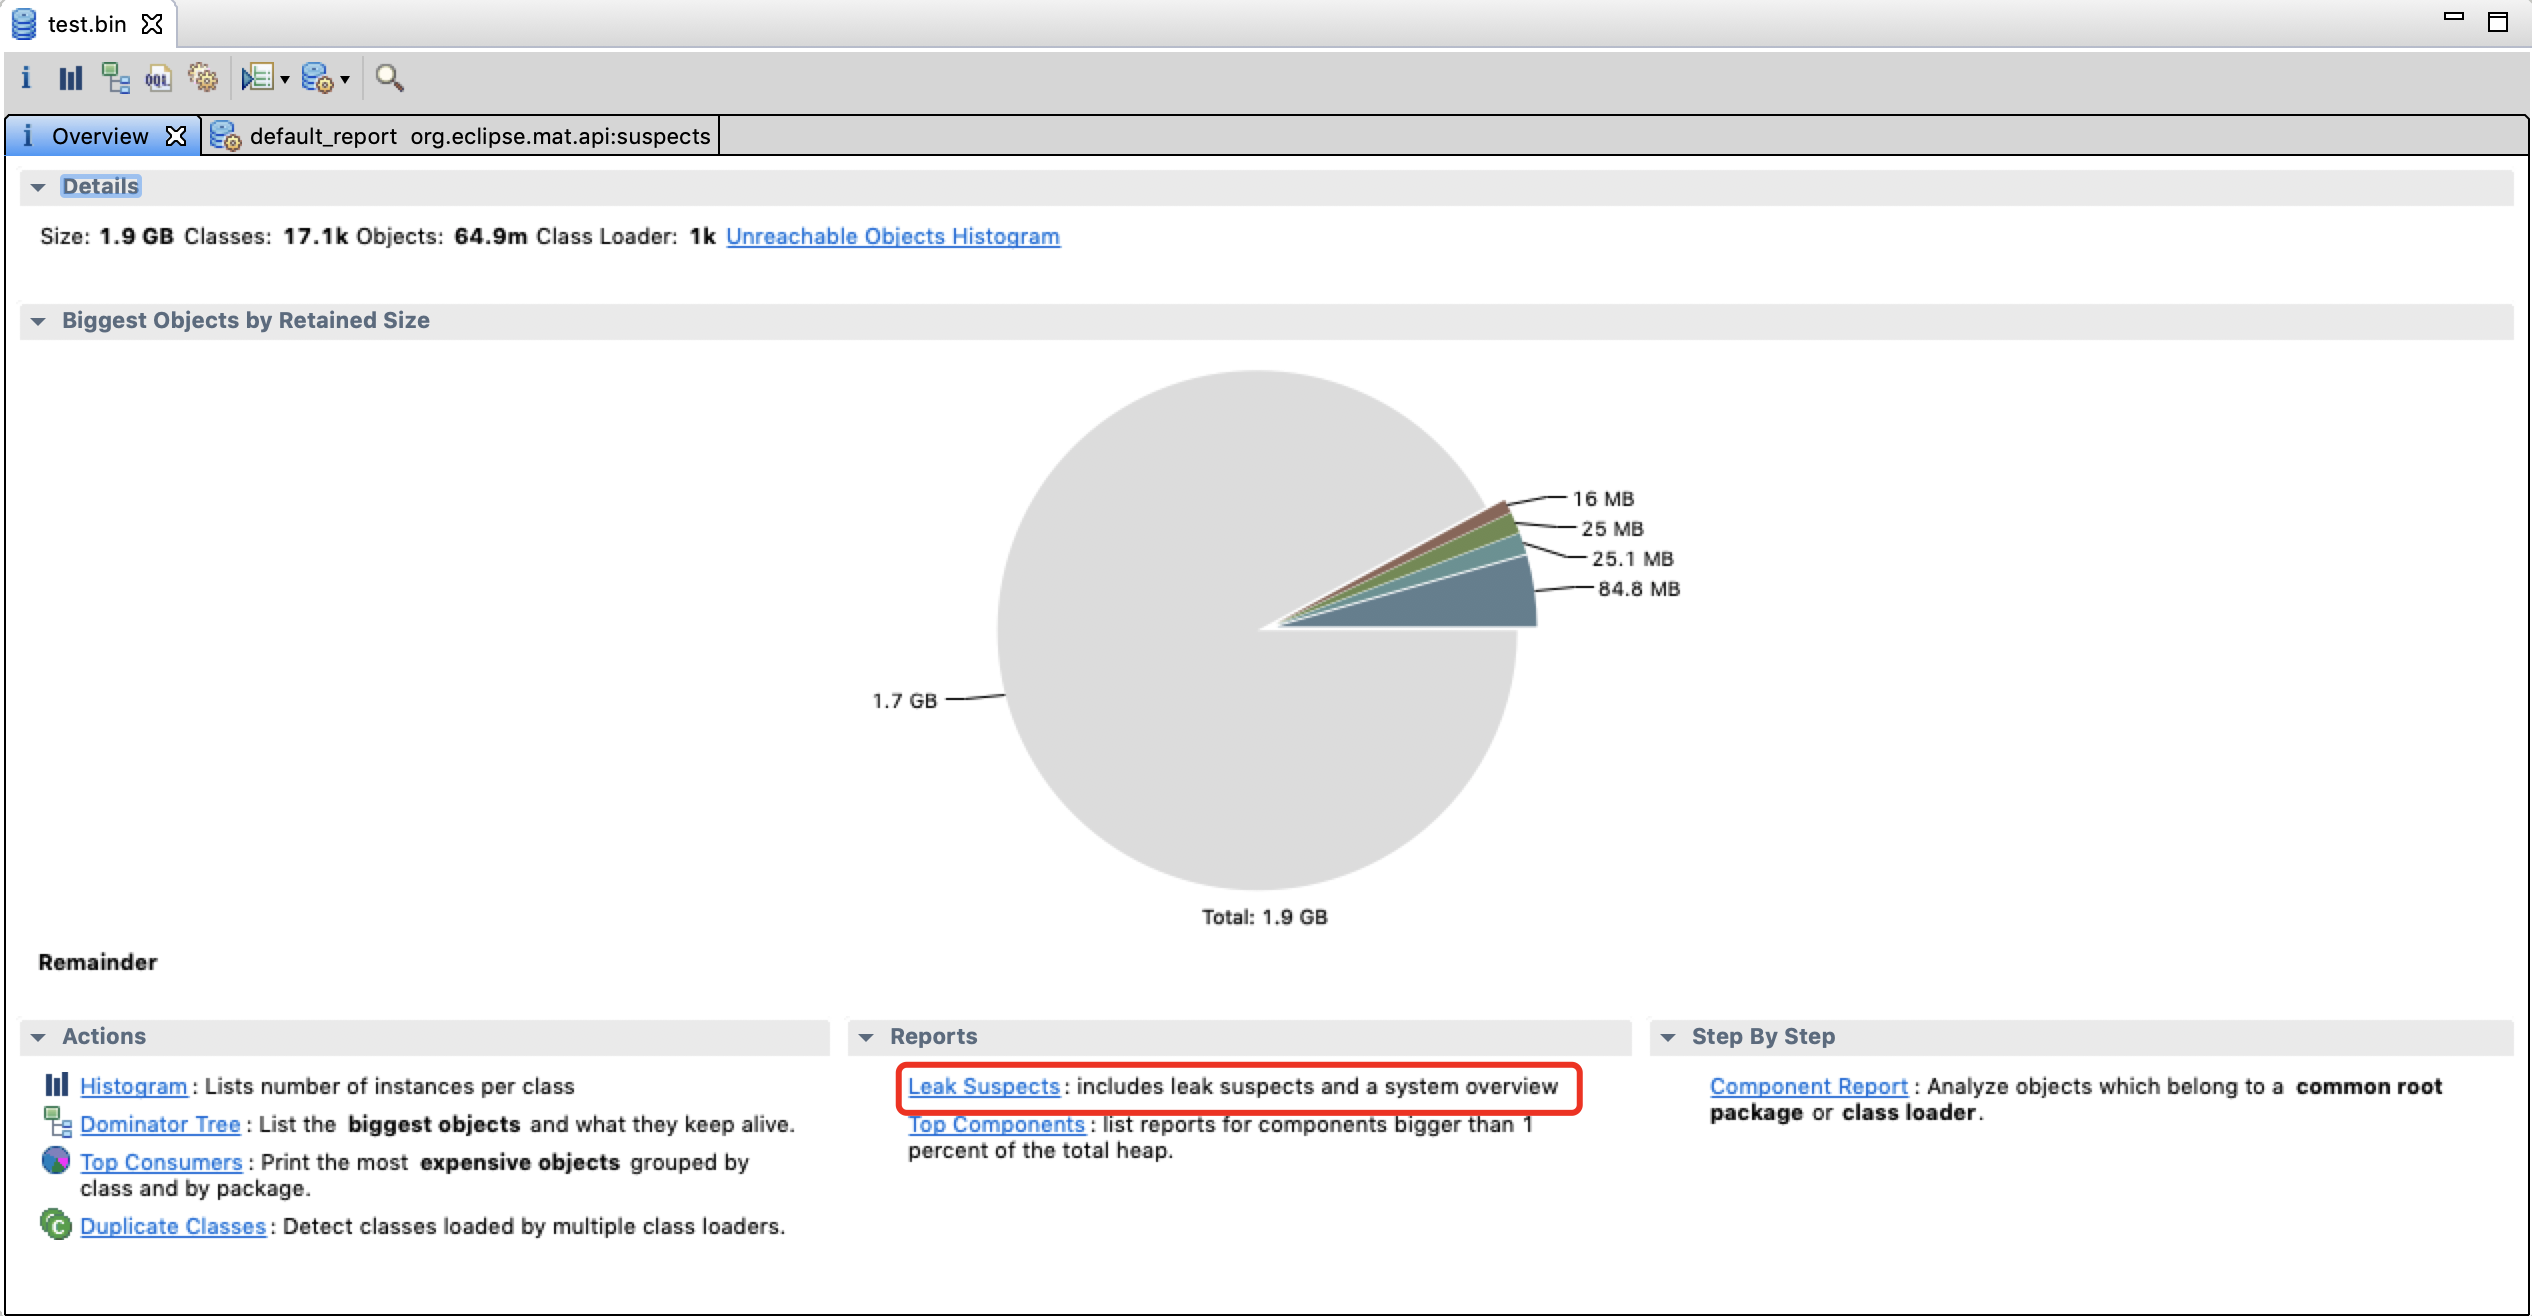 test.bin
i OQL
i Overview default_report org.eclipse.mat.api:suspects
Details
Size: 1.9 GB Classes: 17.1k Objects: 64.9m Class Loader: 1k Unreachable Objects Histogram
Biggest Objects by Retained Size
16 MB
25 MB
25.1 MB
84.8 MB
1.7 GB
Total: 1.9 GB
Remainder
Actions
Histogram : Lists number of instances per class
Dominator Tree : List the biggest objects and what they keep alive.
Top Consumers : Print the most expensive objects grouped by
class and by package.
C Duplicate Classes : Detect classes loaded by multiple class loaders.
Reports
Leak Suspects : includes leak suspects and a system overview
Top Components : list reports for components bigger than 1
percent of the total heap.
Step By Step
Component Report : Analyze objects which belong to a common root
package or class loader.